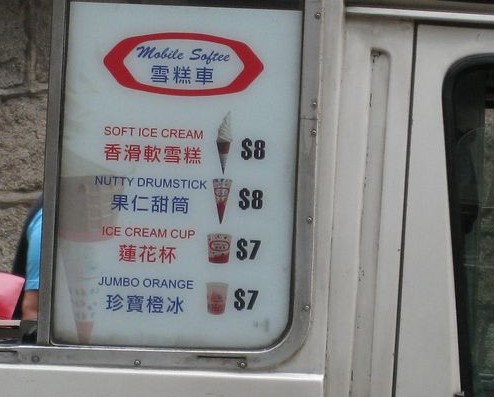 Mobile Softee
雪糕車
SOFT ICE CREAM
香滑軟雪糕 $8
NUTTY DRUMSTICK
果仁甜筒 $8
ICE CREAM CUP
蓮花杯 $7
JUMBO ORANGE
珍寶橙冰 $7